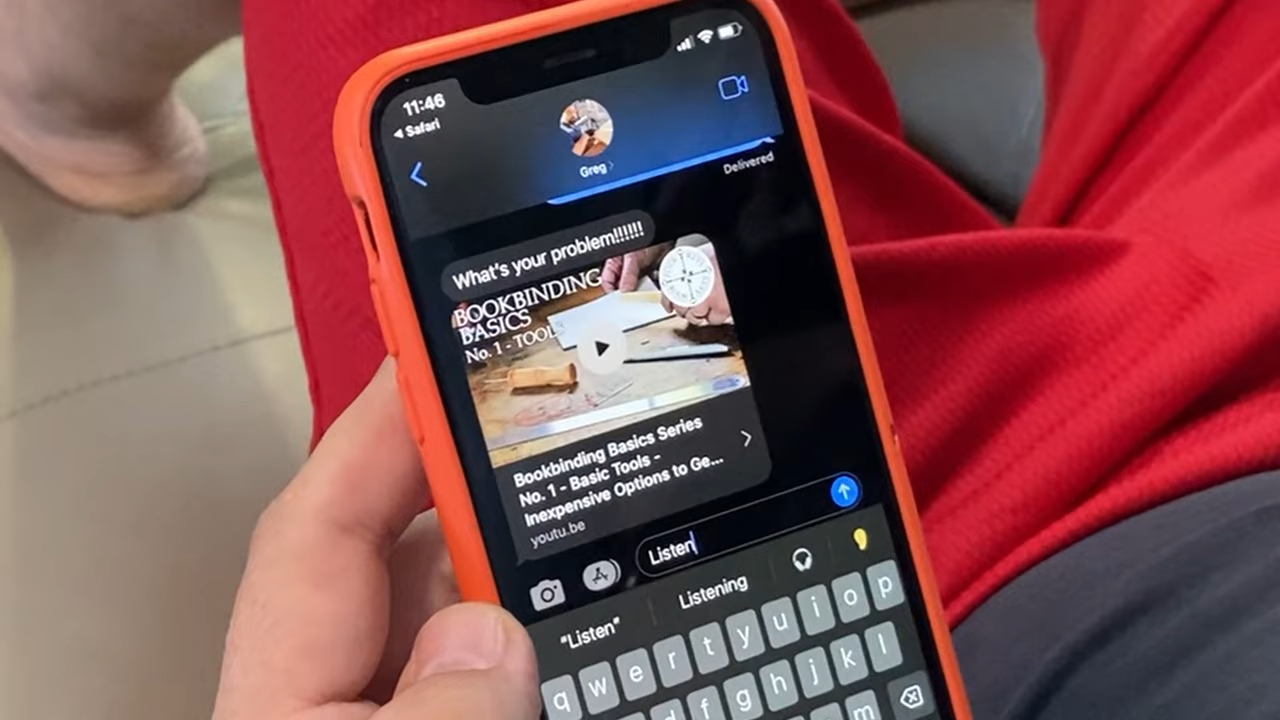 11:46
◀ Safari
Greg
Delivered
What's your problem!!!!!!
BOOKBINDING
BASICS
No. 1 - TOOL
Bookbinding Basics Series
No. 1 - Basic Tools -
Inexpensive Options to Ge...
youtu.be
Listen
"Listen"
Listening
q w e r t y u i o p
d f g h j k l
m